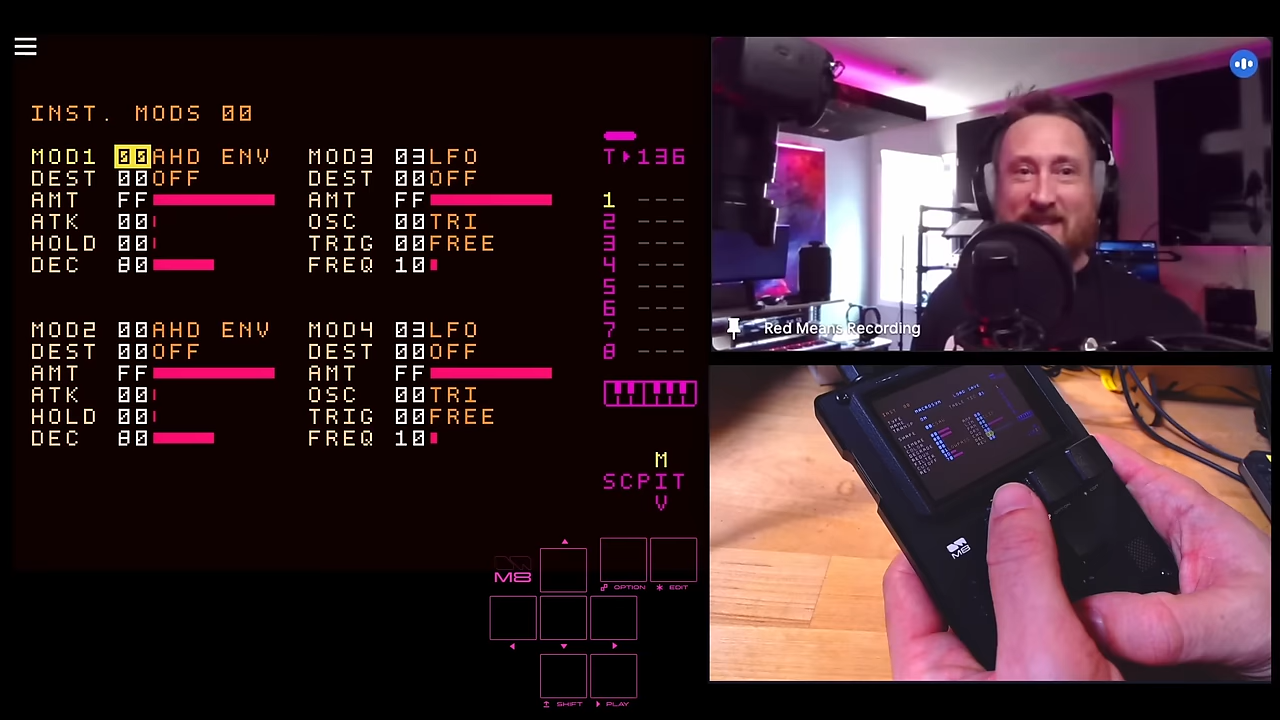 INST. MODS 00
MOD1 00AHD ENV
DEST 00OFF
AMT FF
ATK 00
HOLD 00
DEC 80
MOD3 03LFO
DEST 00OFF
AMT FF
OSC 00TRI
TRIG 00FREE
FREQ 10
MOD2 00AHD ENV
DEST 00OFF
AMT FF
ATK 00
HOLD 00
DEC 80
MOD4 03LFO
DEST 00OFF
AMT FF
OSC 00TRI
TRIG 00FREE
FREQ 10
T▸136
1 ---
2 ---
3 ---
4 ---
5 ---
6 ---
7 ---
8 ---
M
SCPIT
V
M8
OPTION
EDIT
SHIFT
PLAY
Red Means Recording
M8